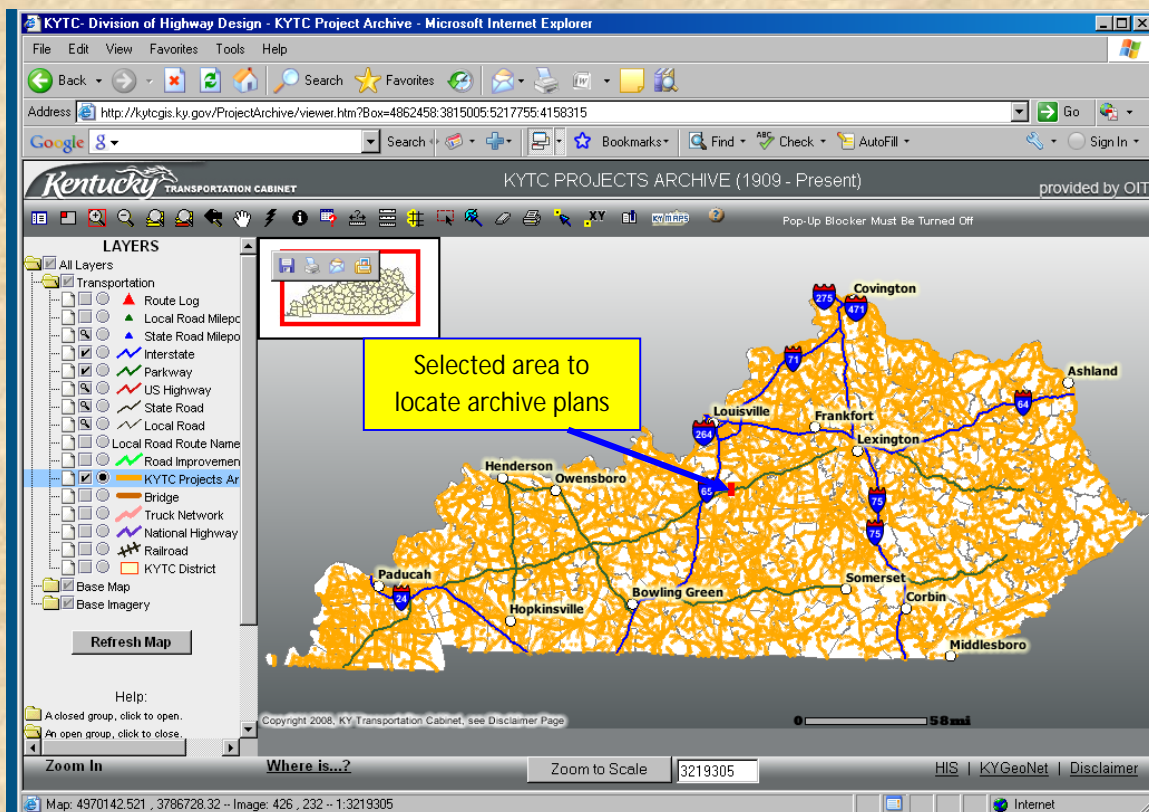 KYTC- Division of Highway Design - KYTC Project Archive - Microsoft Internet Explorer
File Edit View Favorites Tools Help
Back Search Favorites
Address http://kytcgis.ky.gov/ProjectArchive/viewer.htm?Box=4862458:3815005:5217755:4158315 Go
Google Search Bookmarks Find ABC Check AutoFill Sign In
Kentucky TRANSPORTATION CABINET KYTC PROJECTS ARCHIVE (1909 - Present) provided by OIT
XY KYMAPS Pop-Up Blocker Must Be Turned Off
LAYERS
All Layers
Transportation
Route Log
Local Road Milepo
State Road Milepo
Interstate
Parkway
US Highway
State Road
Local Road
Local Road Route Name
Road Improvemen
KYTC Projects Ar
Bridge
Truck Network
National Highway
Railroad
KYTC District
Base Map
Base Imagery
Refresh Map
Help:
A closed group, click to open.
An open group, click to close.
Selected area to
locate archive plans
275
Covington
471
71
Ashland
64
Louisville
Frankfort
264
Lexington
Henderson
Owensboro
65
75
75
Paducah
24
Hopkinsville
Bowling Green
Somerset
Corbin
Middlesboro
Copyright 2008, KY Transportation Cabinet, see Disclaimer Page
0 58mi
Zoom In Where is...? Zoom to Scale 3219305 HIS | KYGeoNet | Disclaimer
Map: 4970142.521 , 3786728.32 -- Image: 426 , 232 -- 1:3219305 Internet